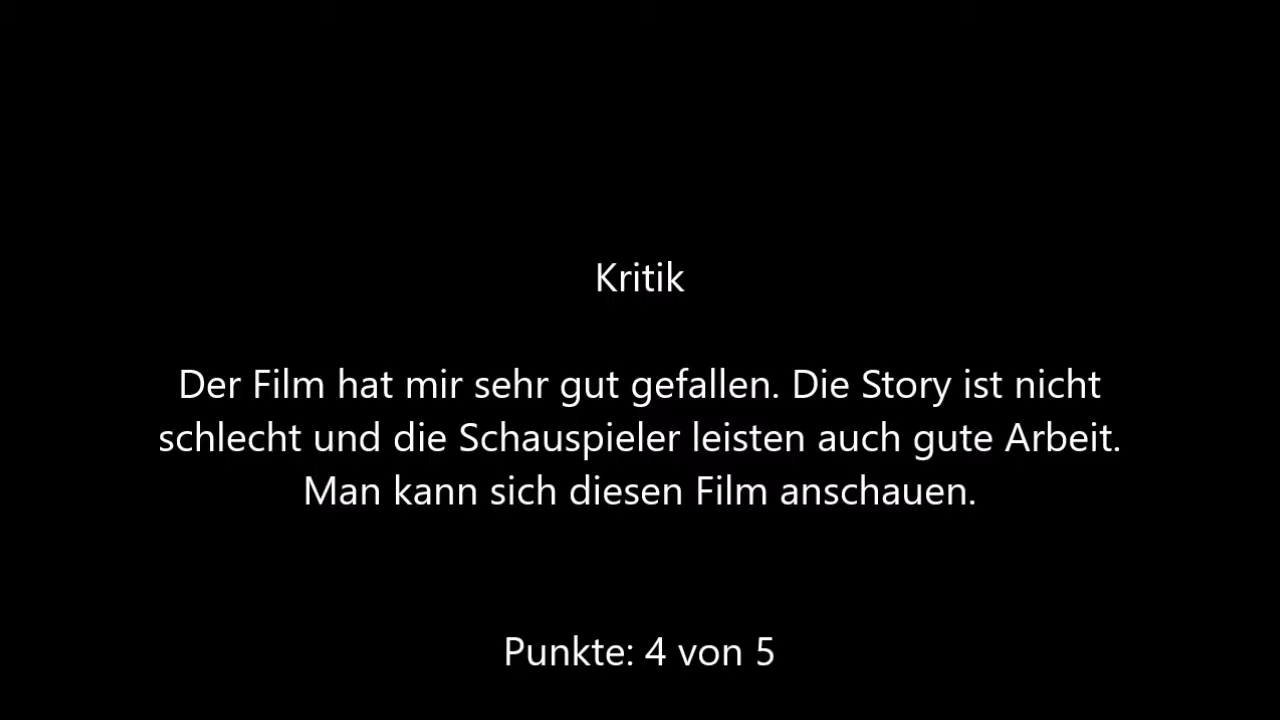 Kritik
Der Film hat mir sehr gut gefallen. Die Story ist nicht
schlecht und die Schauspieler leisten auch gute Arbeit.
Man kann sich diesen Film anschauen.
Punkte: 4 von 5